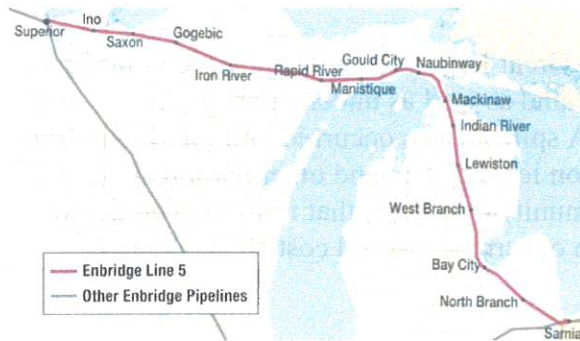 Ino
Superior
Saxon
Gogebic
Iron River
Rapid River
Manistique
Gould City
Naubinway
Mackinaw
Indian River
Lewiston
West Branch
Bay City
North Branch
Sarnia
Enbridge Line 5
Other Enbridge Pipelines